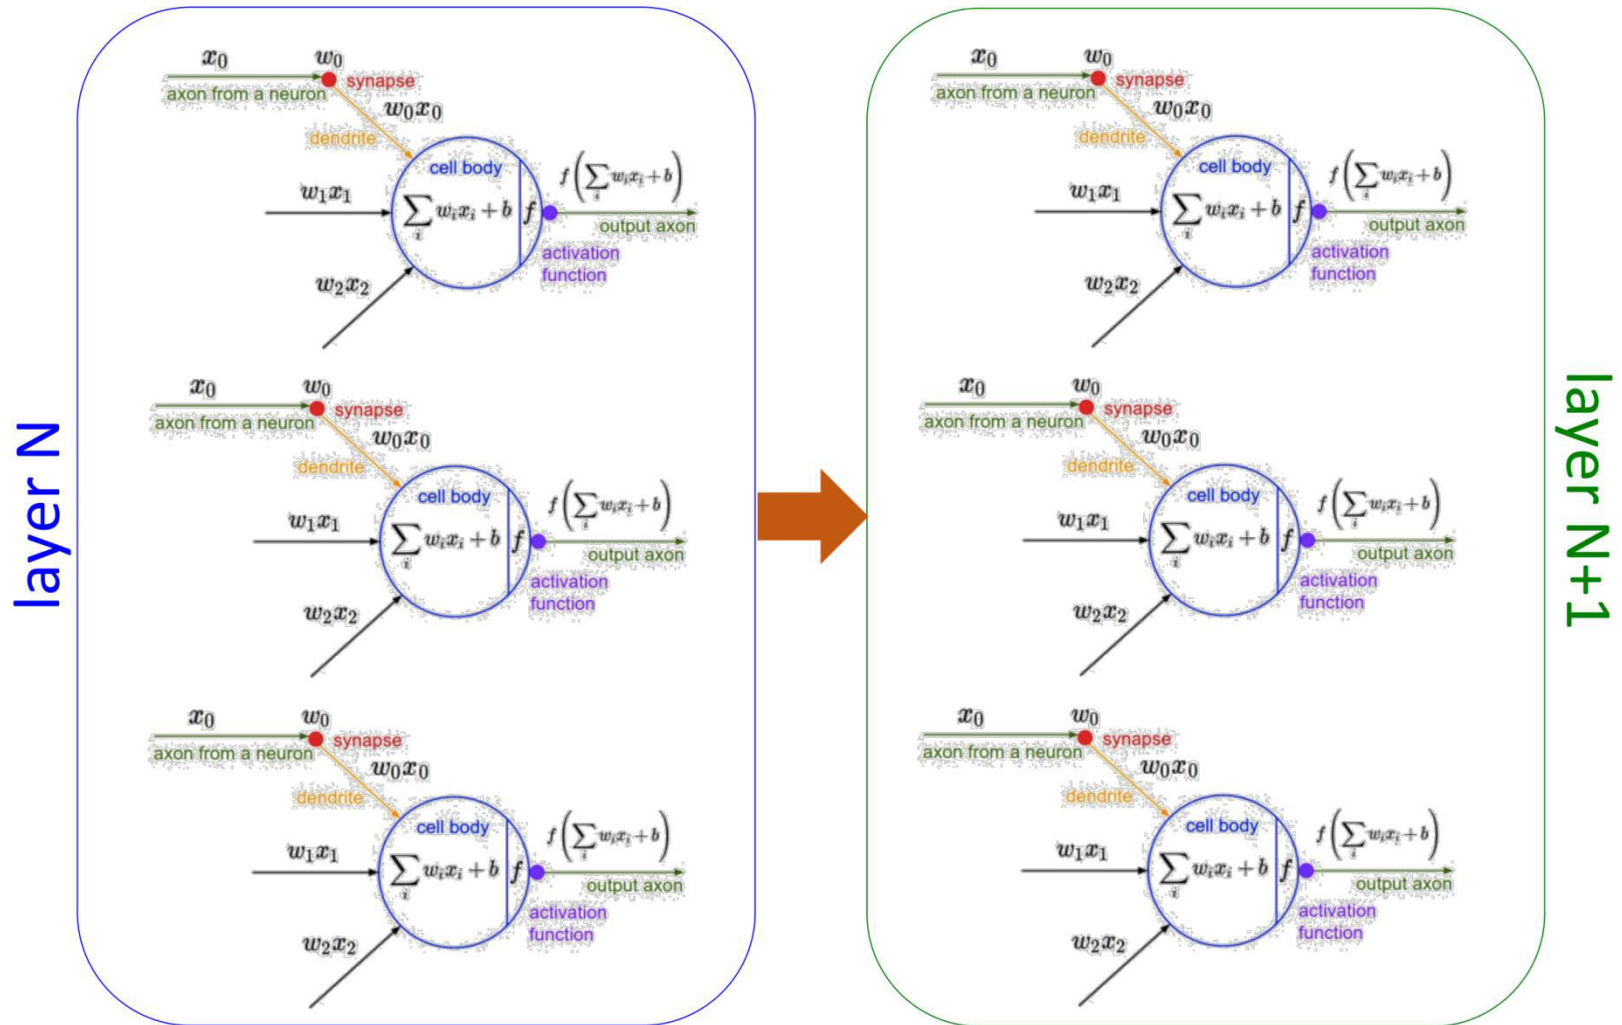 layer N
x₀ w₀
synapse
axon from a neuron
w₀x₀
dendrite
cell body
f(∑ᵢ wᵢxᵢ + b)
w₁x₁
∑ᵢ wᵢxᵢ + b f
output axon
activation
function
w₂x₂
x₀ w₀
synapse
axon from a neuron
w₀x₀
dendrite
cell body
f(∑ᵢ wᵢxᵢ + b)
w₁x₁
∑ᵢ wᵢxᵢ + b f
output axon
activation
function
w₂x₂
x₀ w₀
synapse
axon from a neuron
w₀x₀
dendrite
cell body
f(∑ᵢ wᵢxᵢ + b)
w₁x₁
∑ᵢ wᵢxᵢ + b f
output axon
activation
function
w₂x₂
x₀ w₀
synapse
axon from a neuron
w₀x₀
dendrite
cell body
f(∑ᵢ wᵢxᵢ + b)
w₁x₁
∑ᵢ wᵢxᵢ + b f
output axon
activation
function
w₂x₂
x₀ w₀
synapse
axon from a neuron
w₀x₀
dendrite
cell body
f(∑ᵢ wᵢxᵢ + b)
w₁x₁
∑ᵢ wᵢxᵢ + b f
output axon
activation
function
w₂x₂
x₀ w₀
synapse
axon from a neuron
w₀x₀
dendrite
cell body
f(∑ᵢ wᵢxᵢ + b)
w₁x₁
∑ᵢ wᵢxᵢ + b f
output axon
activation
function
w₂x₂
layer N+1